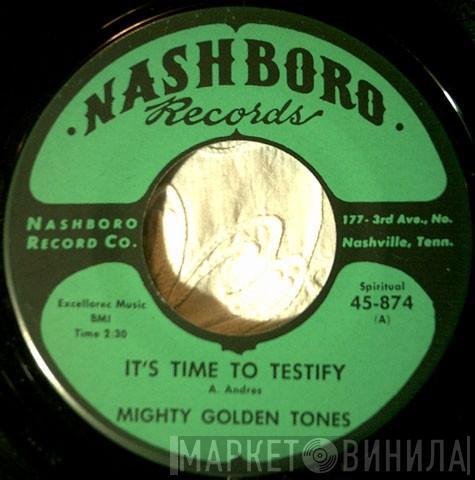 · NASHBORO ·
Records
NASHBORO
RECORD CO.
177- 3rd Ave., No.
Nashville, Tenn.
Excellorec Music
BMI
Time 2:30
Spiritual
45-874
(A)
IT'S TIME TO TESTIFY
A. Andres
MIGHTY GOLDEN TONES
МАРКЕТ ВИНИЛА